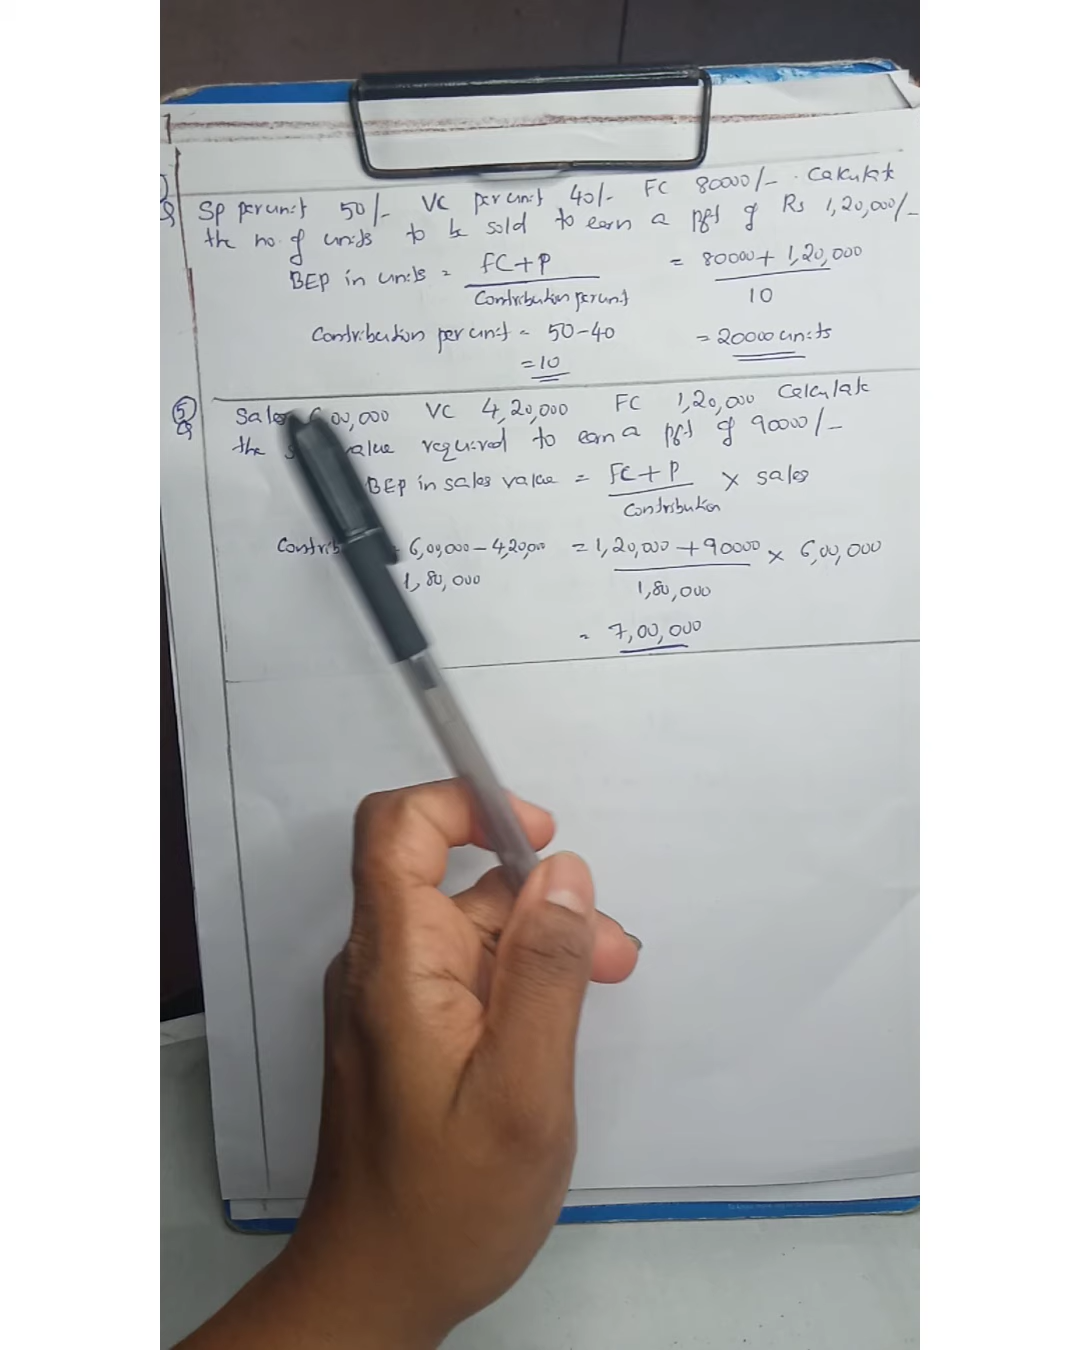 SP per unit 50/- VC per unit 40/- FC 80000/- . Calculate
the no. of units to be sold to earn a pft of Rs 1,20,000/-
BEP in units = FC+P / Contribution per unit = 80000+ 1,20,000 / 10
Contribution per unit = 50-40 = 20000 units
= 10
5
Sales 6,00,000 VC 4,20,000 FC 1,20,000 Calculate
the value required to earn a pft of 90000/-
BEP in sales value = FC+P / Contribution × sales
6,00,000 - 4,20,000 = 1,20,000 + 90000 / 1,80,000 × 6,00,000
1,80,000
= 7,00,000